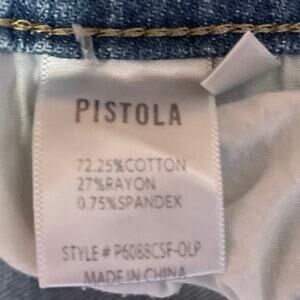 PISTOLA
72.25%COTTON
27%RAYON
0.75%SPANDEX
STYLE # P6088CSF-OLP
MADE IN CHINA